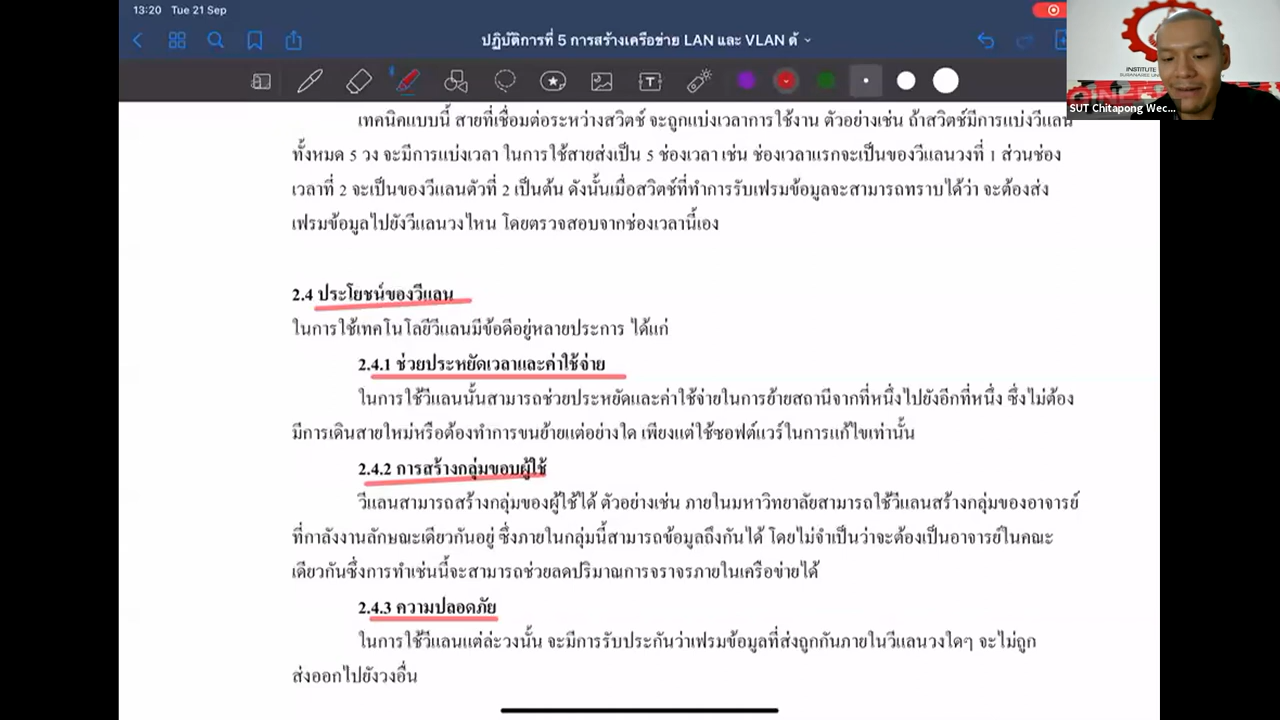 13:20 Tue 21 Sep
ปฏิบัติการที่ 5 การสร้างเครือข่าย LAN และ VLAN ด้
INSTITUTE
SUT Chitapong Wec...
เทคนิคแบบนี้ สายที่เชื่อมต่อระหว่างสวิตช์ จะถูกแบ่งเวลาการใช้งาน ตัวอย่างเช่น ถ้าสวิตช์มีการแบ่งวีแลน
ทั้งหมด 5 วง จะมีการแบ่งเวลา ในการใช้สายส่งเป็น 5 ช่องเวลา เช่น ช่องเวลาแรกจะเป็นของวีแลนวงที่ 1 ส่วนช่อง
เวลาที่ 2 จะเป็นของวีแลนตัวที่ 2 เป็นต้น ดังนั้นเมื่อสวิตช์ที่ทำการรับเฟรมข้อมูลจะสามารถทราบได้ว่า จะต้องส่ง
เฟรมข้อมูลไปยังวีแลนวงไหน โดยตรวจสอบจากช่องเวลานี้เอง
2.4 ประโยชน์ของวีแลน
ในการใช้เทคโนโลยีวีแลนมีข้อดีอยู่หลายประการ ได้แก่
2.4.1 ช่วยประหยัดเวลาและค่าใช้จ่าย
ในการใช้วีแลนนั้นสามารถช่วยประหยัดและค่าใช้จ่ายในการย้ายสถานีจากที่หนึ่งไปยังอีกที่หนึ่ง ซึ่งไม่ต้อง
มีการเดินสายใหม่หรือต้องทำการขนย้ายแต่อย่างใด เพียงแต่ใช้ซอฟต์แวร์ในการแก้ไขเท่านั้น
2.4.2 การสร้างกลุ่มขอบผู้ใช้
วีแลนสามารถสร้างกลุ่มของผู้ใช้ได้ ตัวอย่างเช่น ภายในมหาวิทยาลัยสามารถใช้วีแลนสร้างกลุ่มของอาจารย์
ที่กาลังงานลักษณะเดียวกันอยู่ ซึ่งภายในกลุ่มนี้สามารถข้อมูลถึงกันได้ โดยไม่จำเป็นว่าจะต้องเป็นอาจารย์ในคณะ
เดียวกันซึ่งการทำเช่นนี้จะสามารถช่วยลดปริมาณการจราจรภายในเครือข่ายได้
2.4.3 ความปลอดภัย
ในการใช้วีแลนแต่ล่ะวงนั้น จะมีการรับประกันว่าเฟรมข้อมูลที่ส่งถูกกันภายในวีแลนวงใดๆ จะไม่ถูก
ส่งออกไปยังวงอื่น